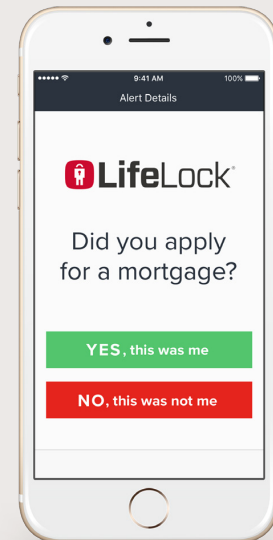 9:41 AM
100%
Alert Details
LifeLock
Did you apply
for a mortgage?
YES, this was me
NO, this was not me